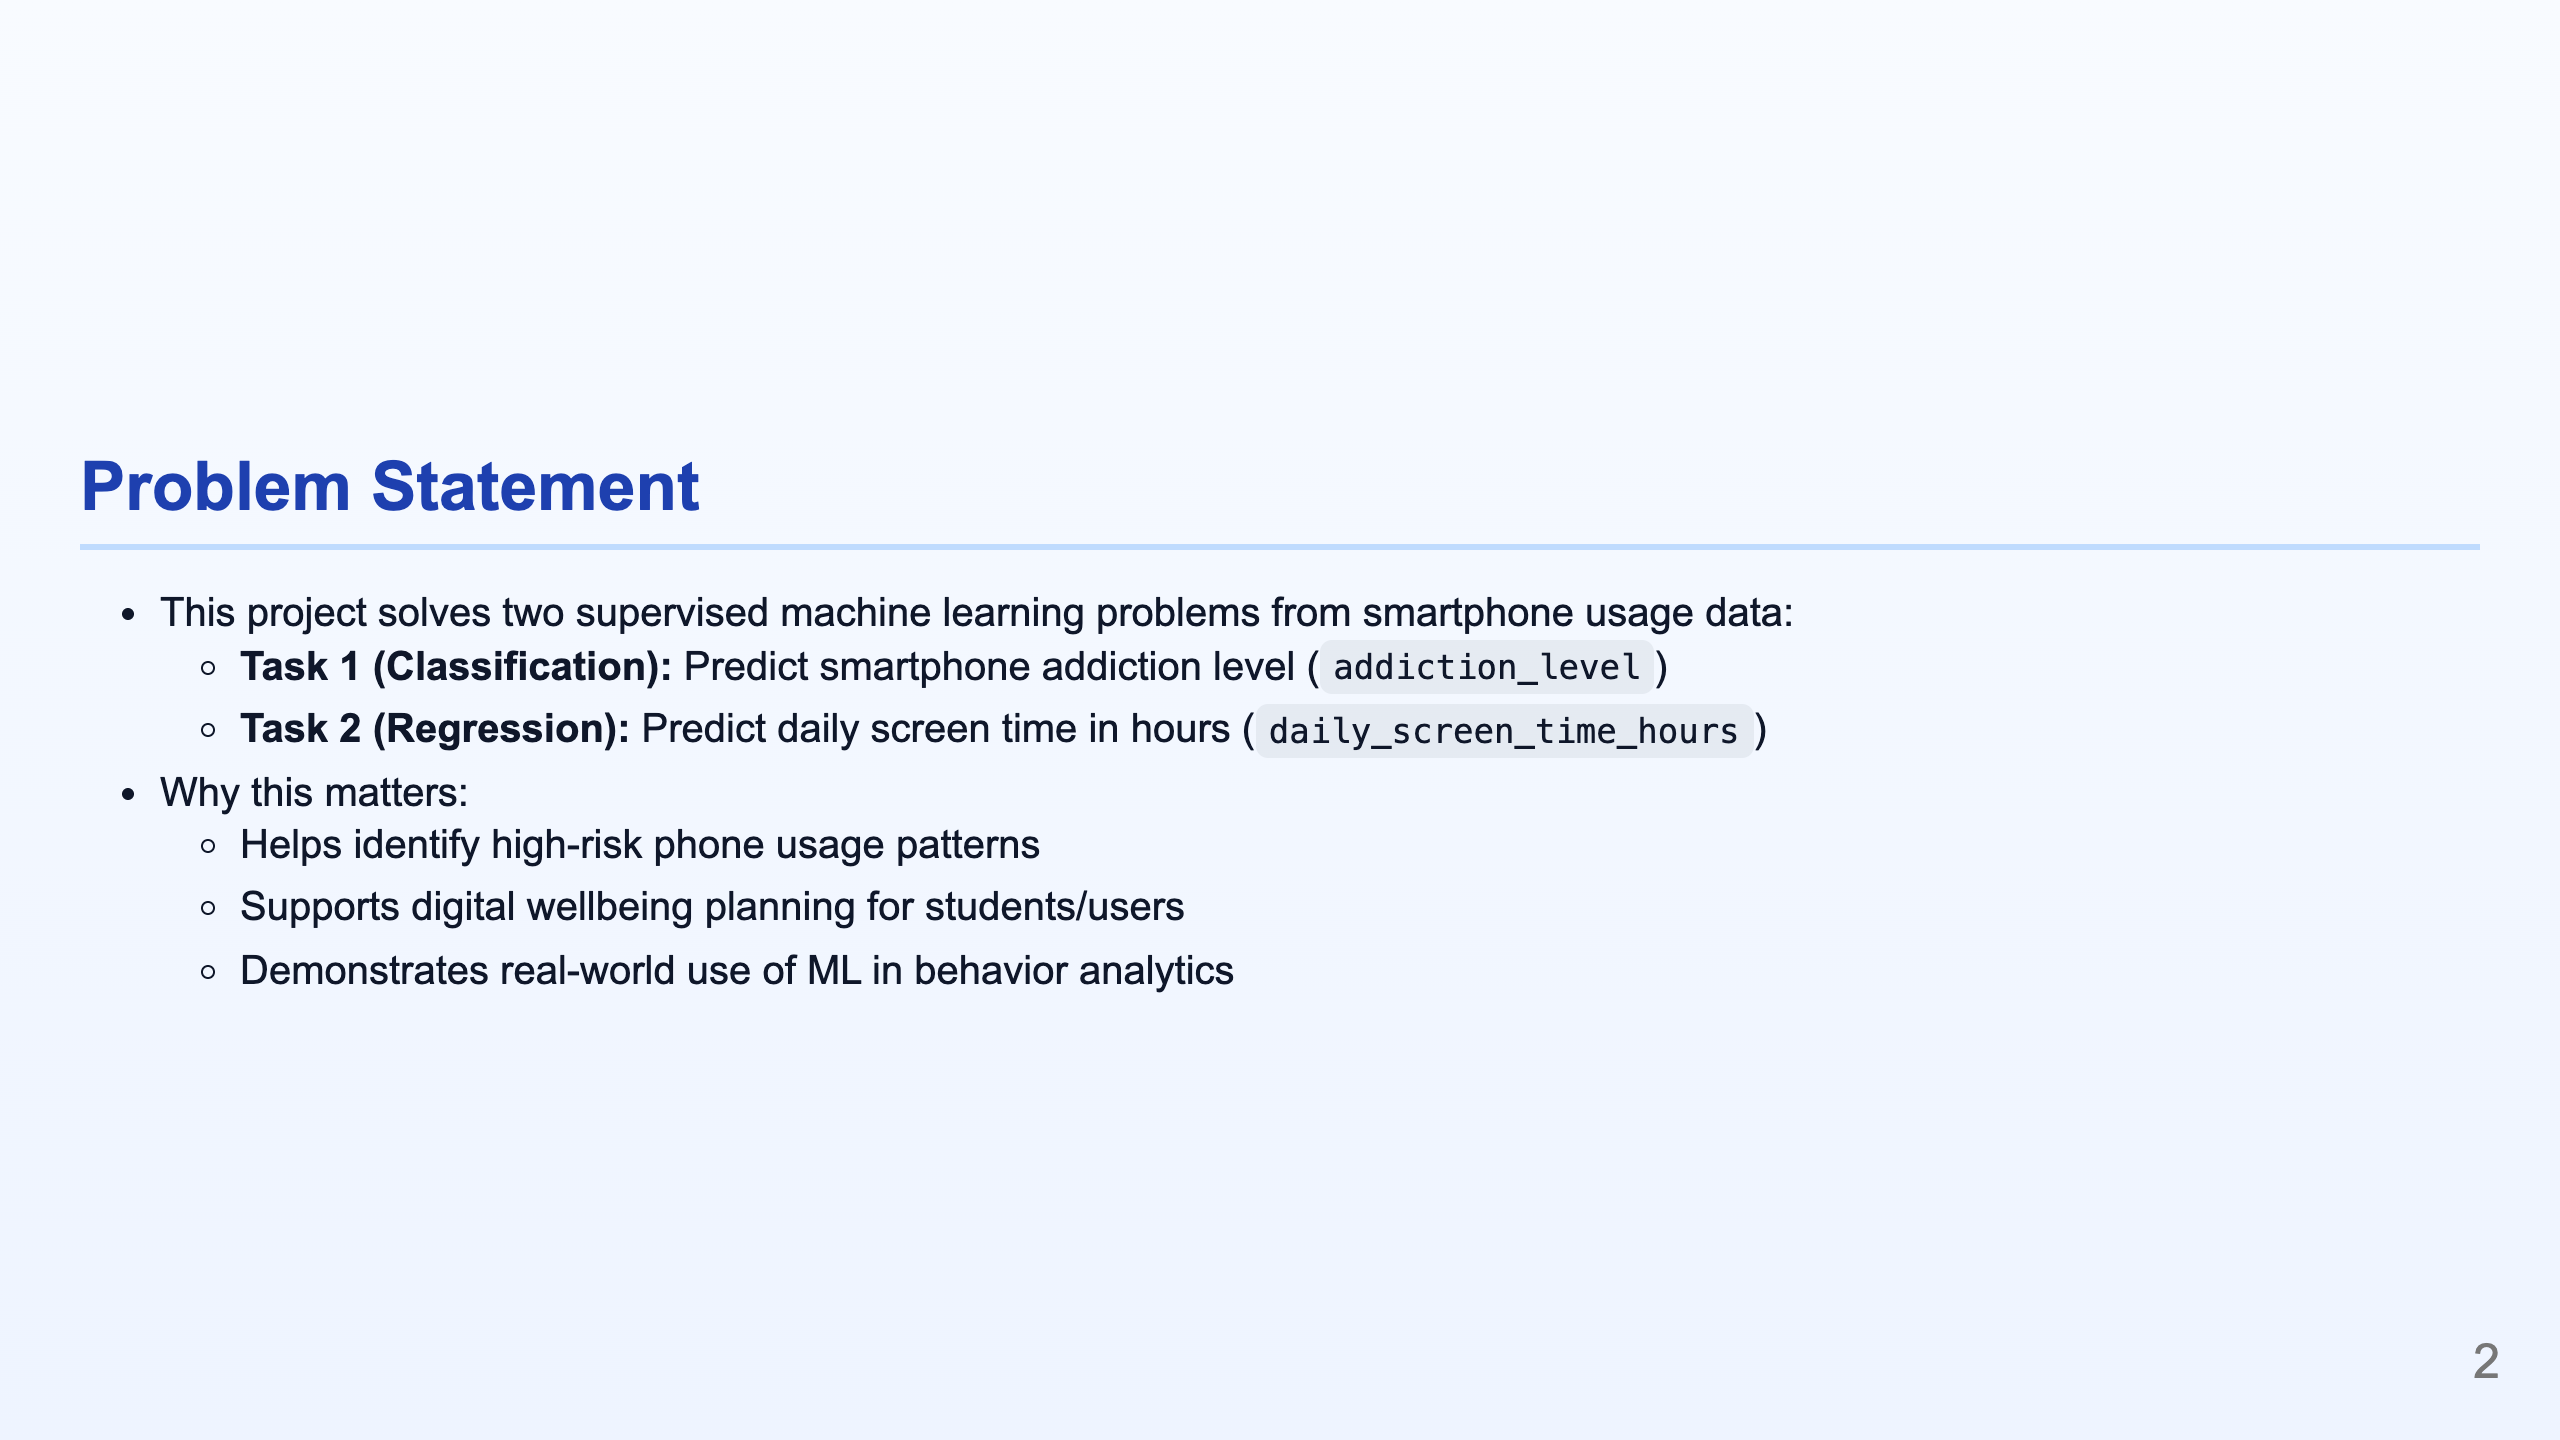 Problem Statement
• This project solves two supervised machine learning problems from smartphone usage data:
◦ Task 1 (Classification): Predict smartphone addiction level ( addiction_level )
◦ Task 2 (Regression): Predict daily screen time in hours ( daily_screen_time_hours )
• Why this matters:
◦ Helps identify high-risk phone usage patterns
◦ Supports digital wellbeing planning for students/users
◦ Demonstrates real-world use of ML in behavior analytics
2